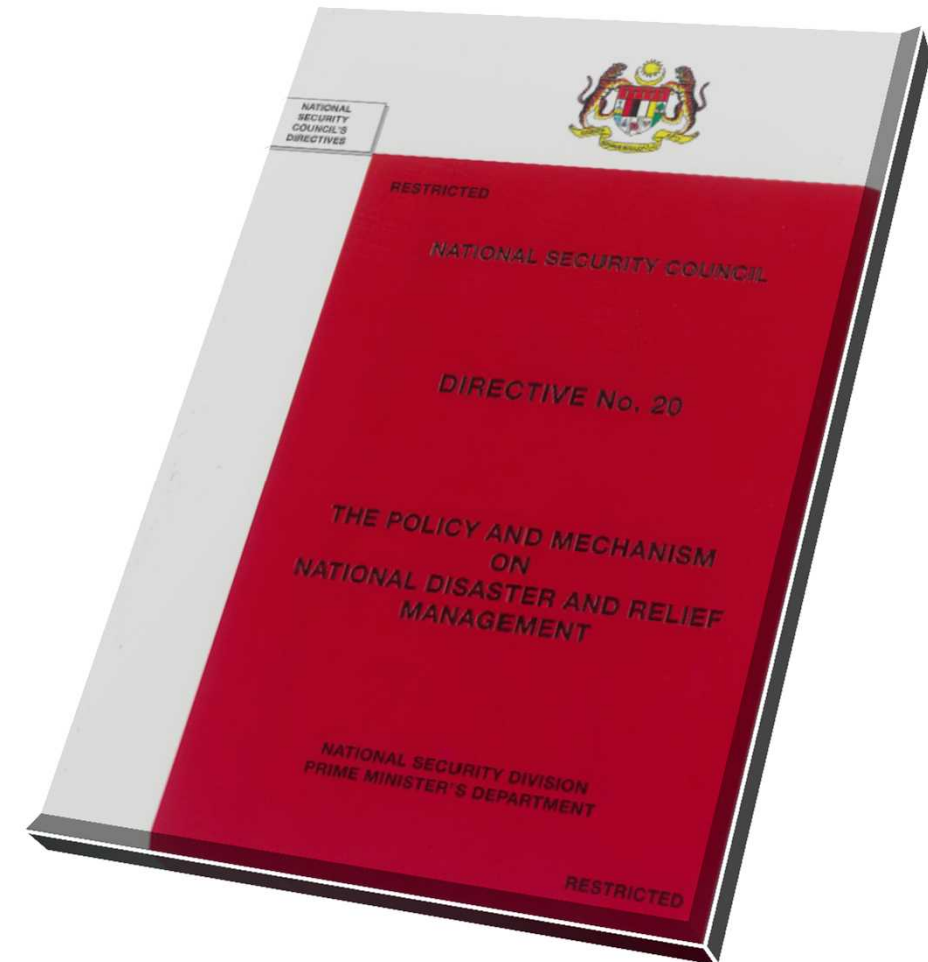 NATIONAL
SECURITY
COUNCIL'S
DIRECTIVES
RESTRICTED
NATIONAL SECURITY COUNCIL
DIRECTIVE No. 20
THE POLICY AND MECHANISM
ON
NATIONAL DISASTER AND RELIEF
MANAGEMENT
NATIONAL SECURITY DIVISION
PRIME MINISTER'S DEPARTMENT
RESTRICTED